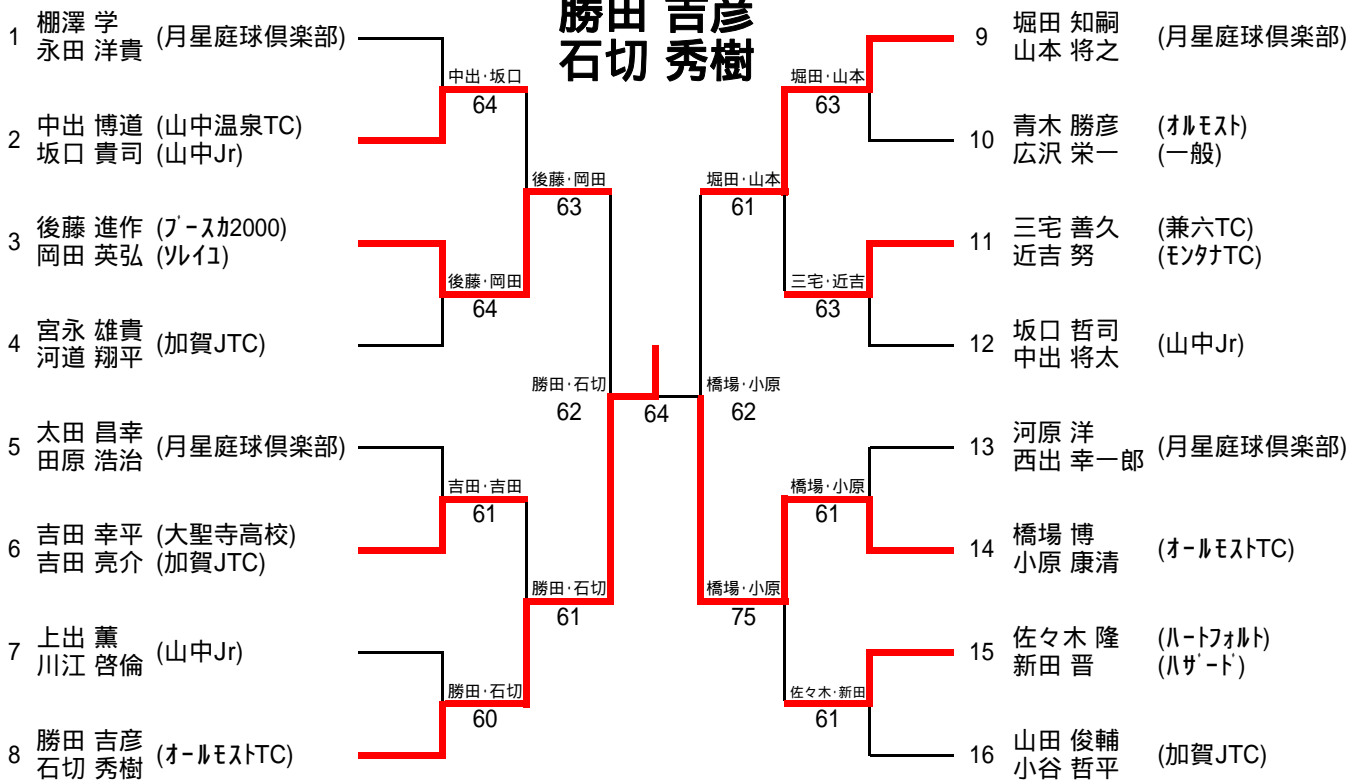 勝田 吉彦
石切 秀樹
1 棚澤 学 (月星庭球倶楽部)
永田 洋貴
2 中出 博道 (山中温泉TC)
坂口 貴司 (山中Jr)
3 後藤 進作 (ブースカ2000)
岡田 英弘 (ソレイユ)
4 宮永 雄貴 (加賀JTC)
河道 翔平
5 太田 昌幸 (月星庭球倶楽部)
田原 浩治
6 吉田 幸平 (大聖寺高校)
吉田 亮介 (加賀JTC)
7 上出 薫 (山中Jr)
川江 啓倫
8 勝田 吉彦 (オールモストTC)
石切 秀樹
中出・坂口
64
後藤・岡田
64
吉田・吉田
61
勝田・石切
60
後藤・岡田
63
勝田・石切
61
勝田・石切
62
64
橋場・小原
62
堀田・山本
61
橋場・小原
75
堀田・山本
63
三宅・近吉
63
橋場・小原
61
佐々木・新田
61
9 堀田 知嗣 (月星庭球倶楽部)
山本 将之
10 青木 勝彦 (オルモスト)
広沢 栄一 (一般)
11 三宅 善久 (兼六TC)
近吉 努 (モンタナTC)
12 坂口 哲司 (山中Jr)
中出 将太
13 河原 洋 (月星庭球倶楽部)
西出 幸一郎
14 橋場 博 (オールモストTC)
小原 康清
15 佐々木 隆 (ハートフォルト)
新田 晋 (ハザード)
16 山田 俊輔 (加賀JTC)
小谷 哲平